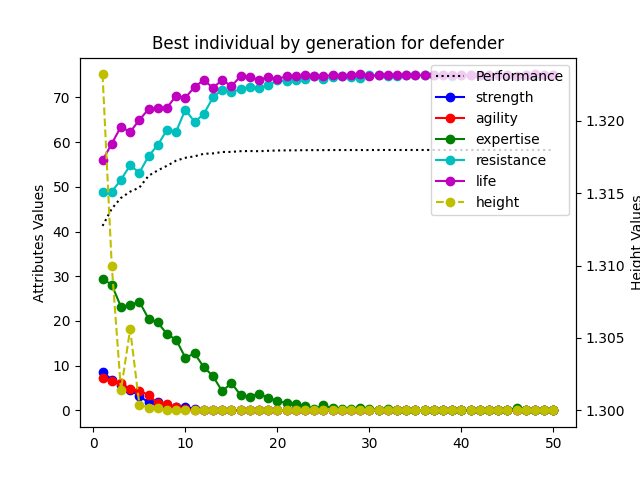 Best individual by generation for defender
Performance
strength
agility
expertise
resistance
life
height
Attributes Values
Height Values
70
60
50
40
30
20
10
0
1.320
1.315
1.310
1.305
1.300
0 10 20 30 40 50